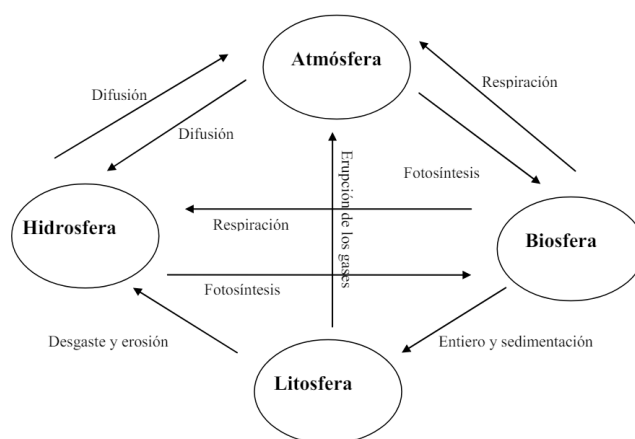 Atmósfera
Respiración
Difusión
Difusión
Erupción de los gases
Fotosíntesis
Hidrosfera
Respiración
Biosfera
Fotosíntesis
Desgaste y erosión
Entiero y sedimentación
Litosfera